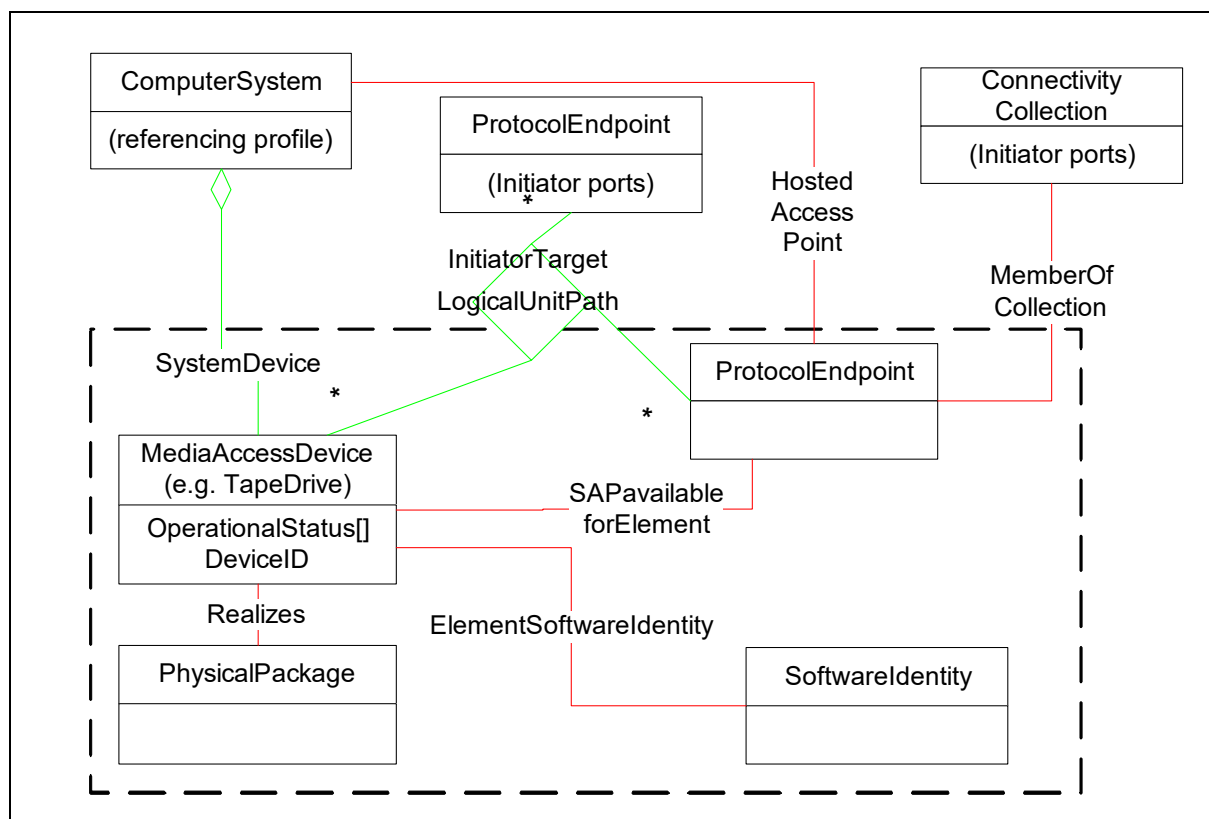 ComputerSystem
(referencing profile)
ProtocolEndpoint
(Initiator ports)
*
Connectivity
Collection
(Initiator ports)
Hosted
Access
Point
InitiatorTarget
LogicalUnitPath
MemberOf
Collection
SystemDevice
*
ProtocolEndpoint
*
MediaAccessDevice
(e.g. TapeDrive)
OperationalStatus[]
DeviceID
SAPavailable
forElement
Realizes
ElementSoftwareIdentity
PhysicalPackage
SoftwareIdentity